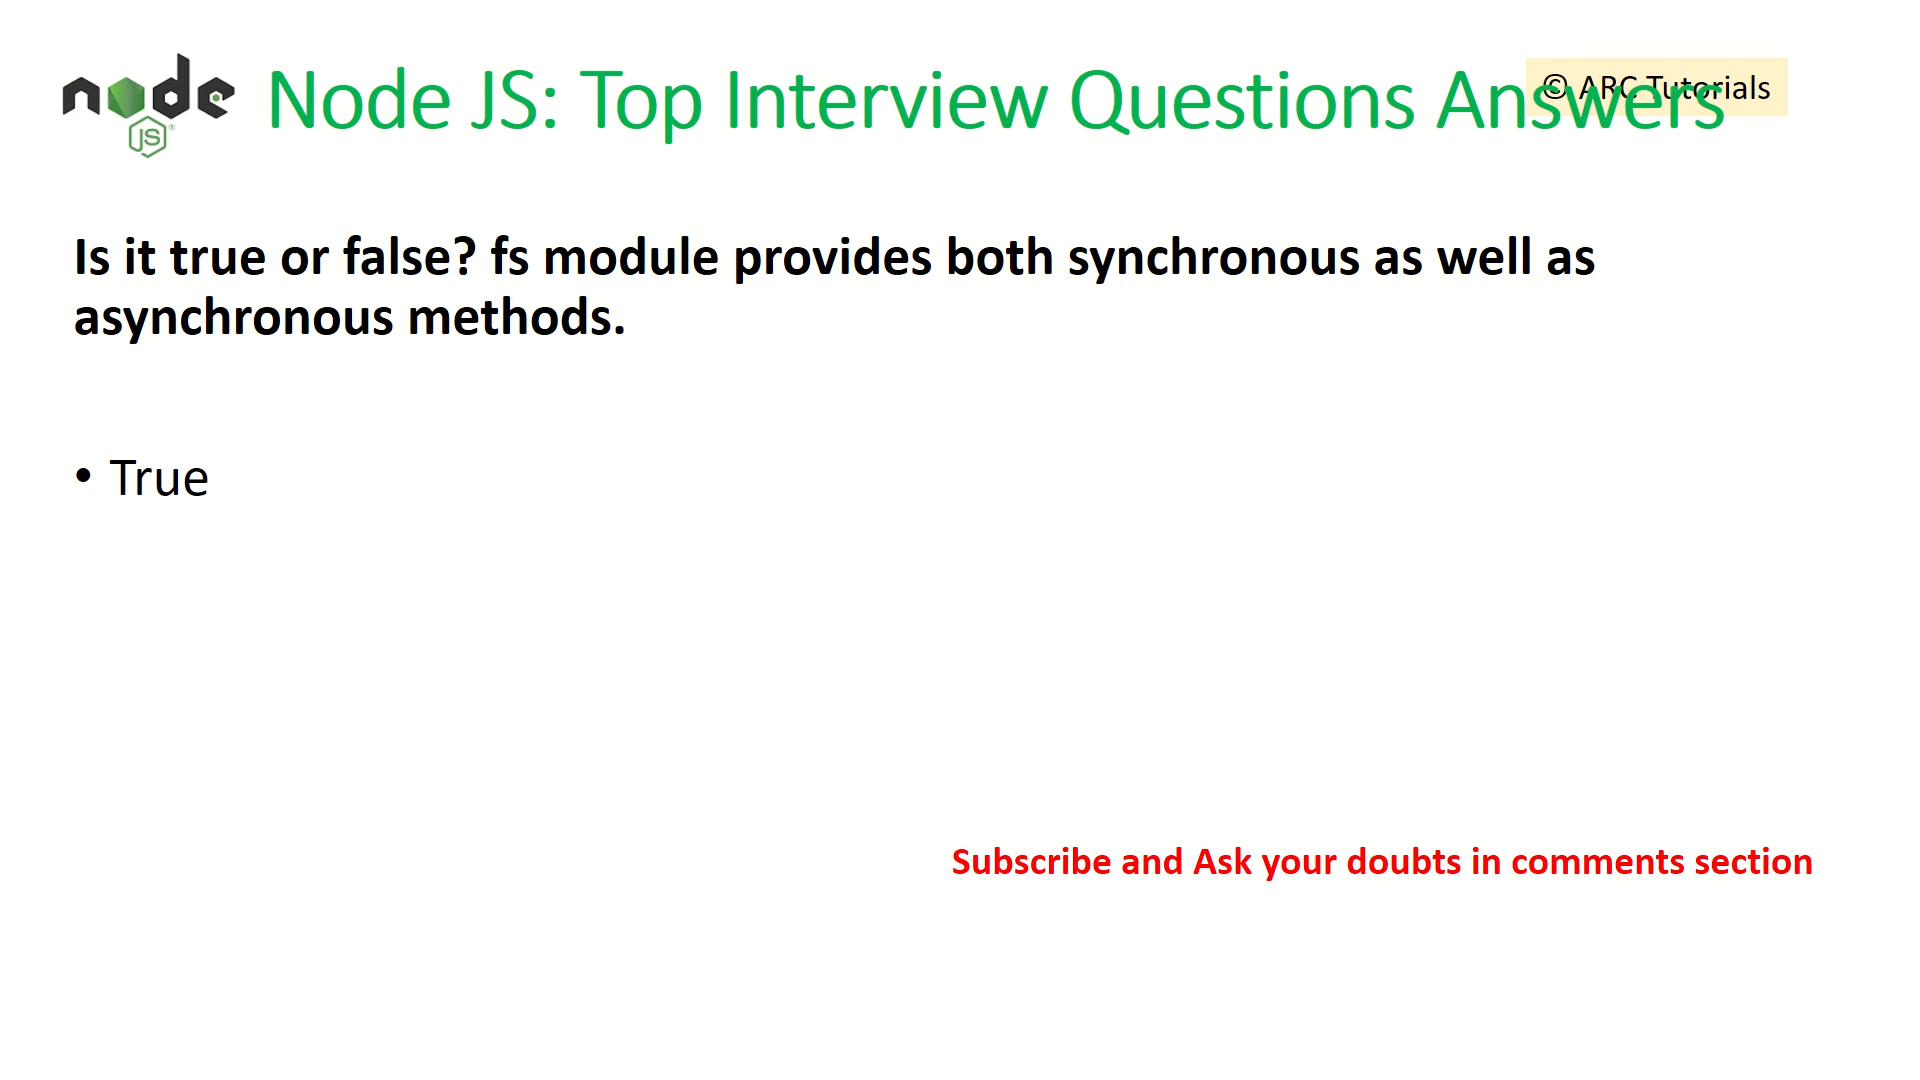 node
JS
Node JS: Top Interview Questions Answers
© ARC Tutorials
Is it true or false? fs module provides both synchronous as well as
asynchronous methods.
• True
Subscribe and Ask your doubts in comments section